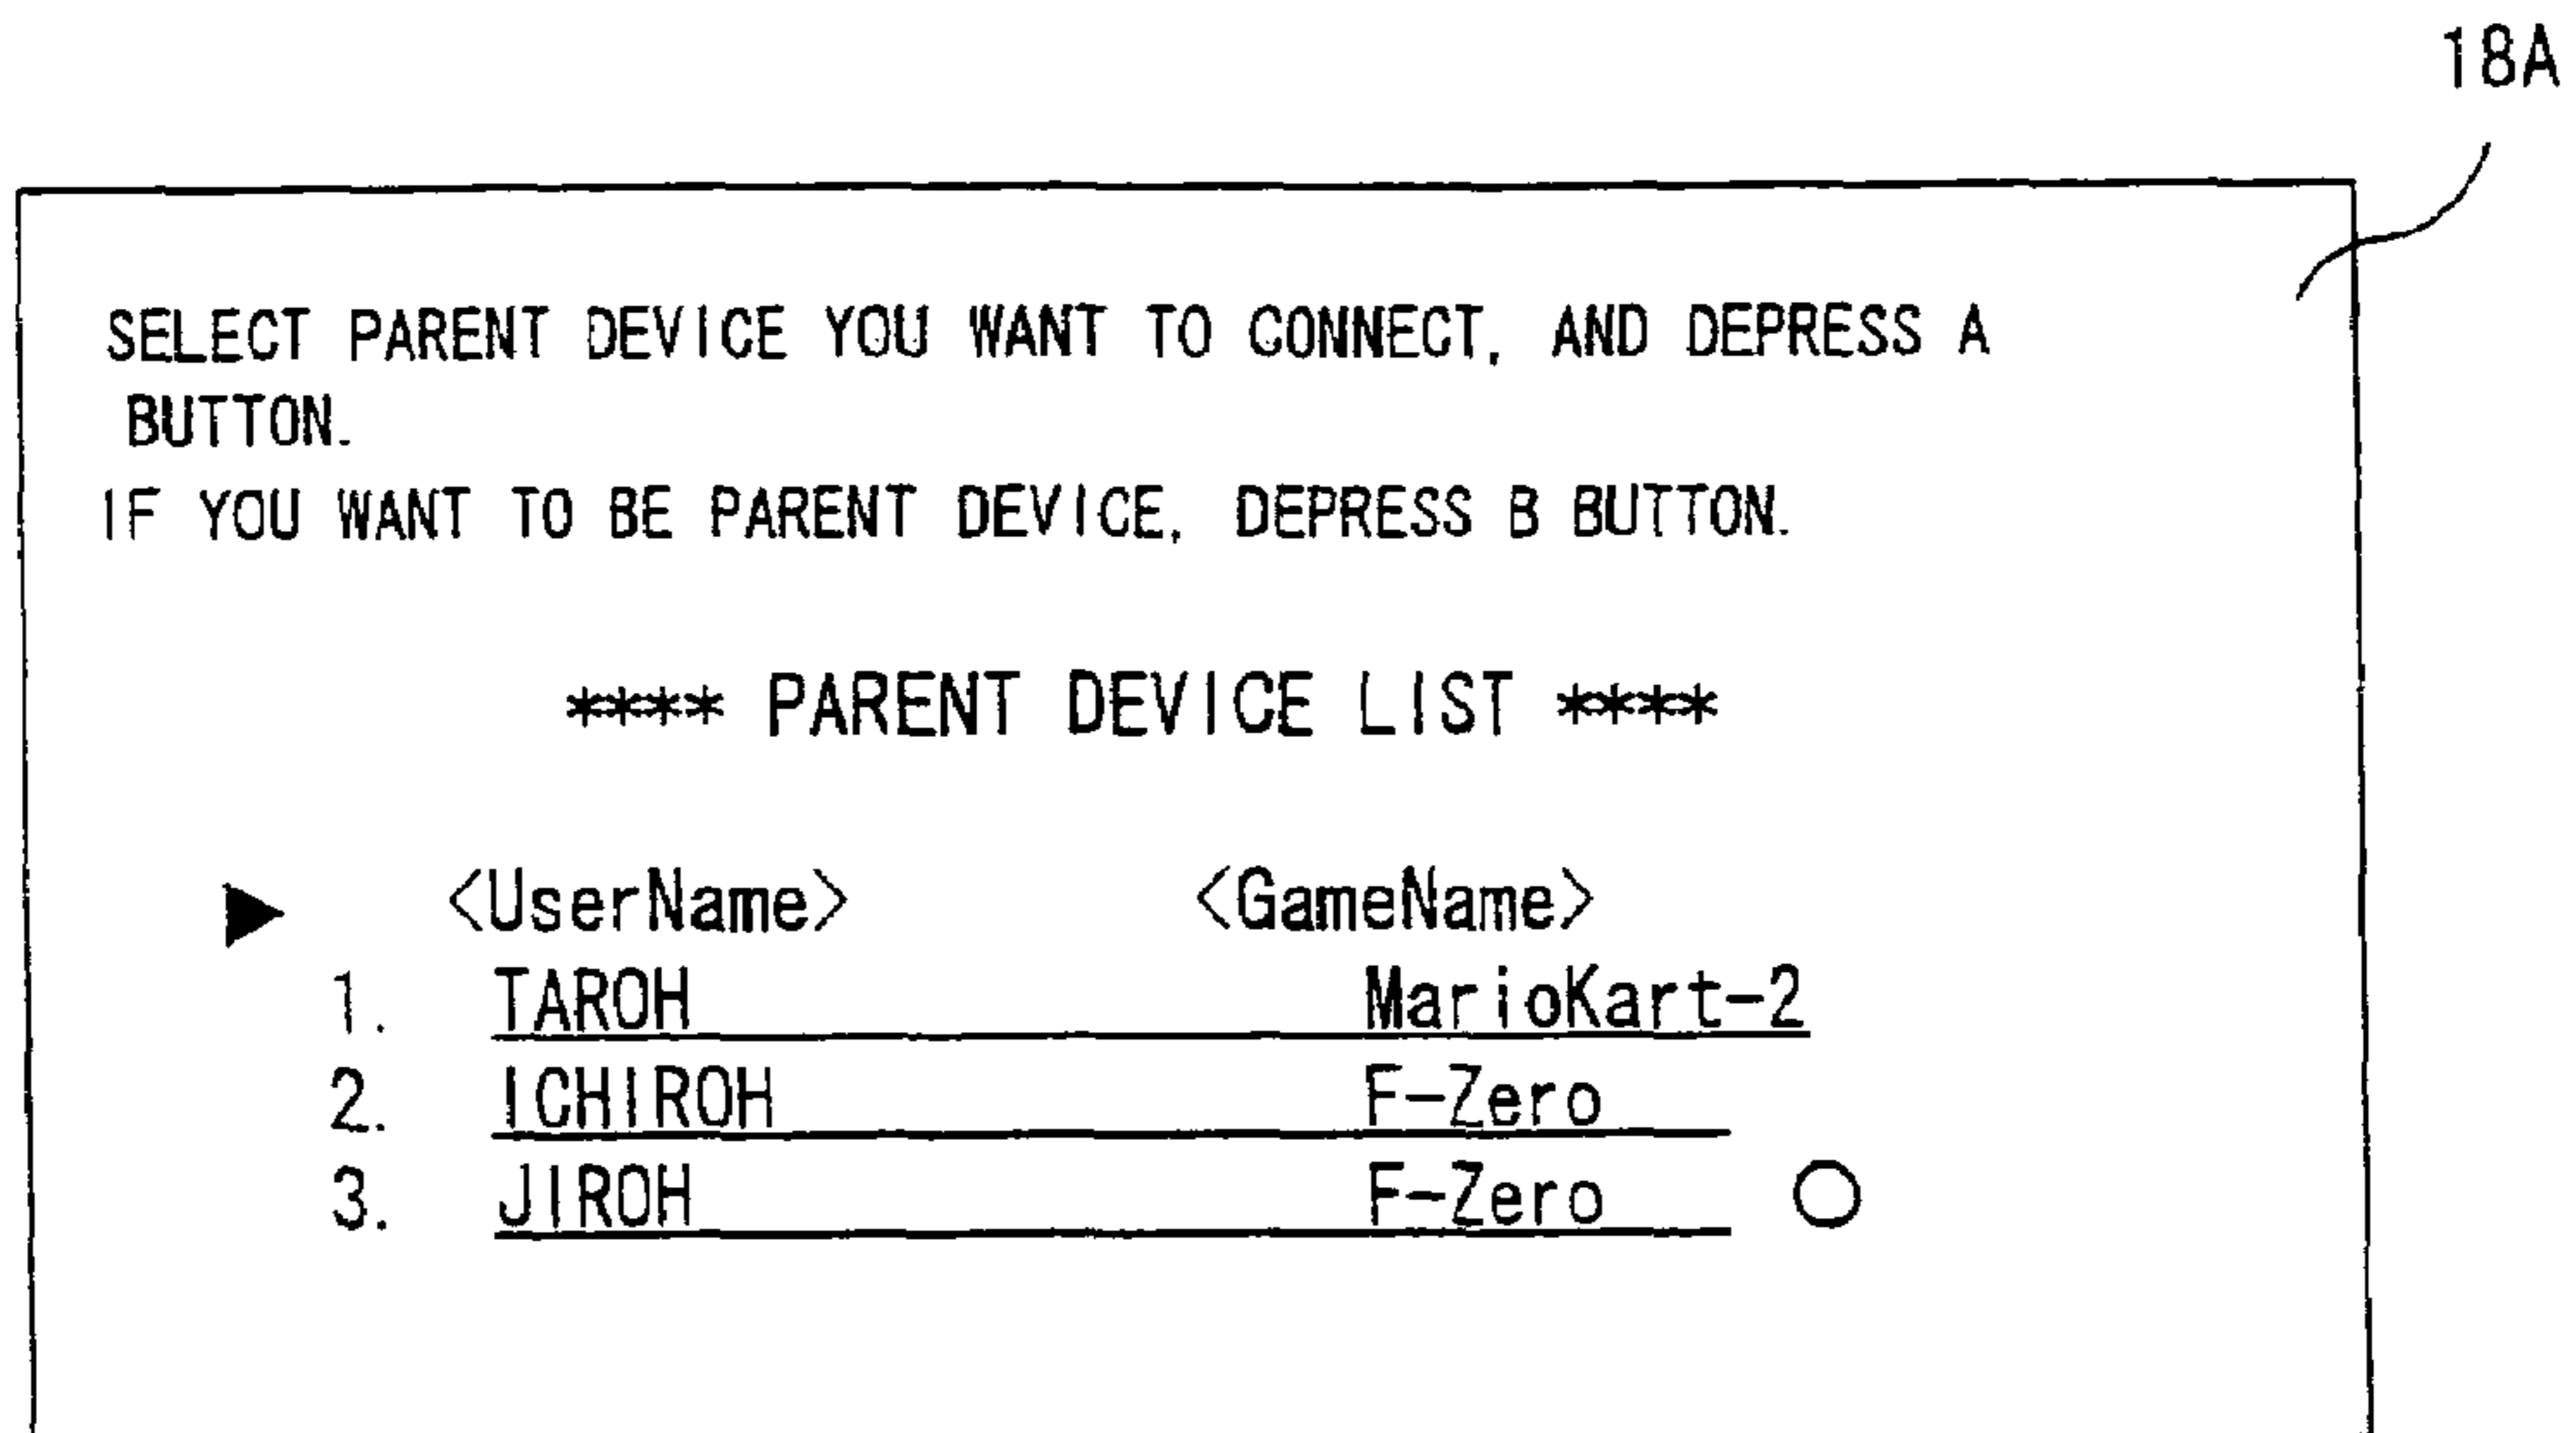 18A
SELECT PARENT DEVICE YOU WANT TO CONNECT, AND DEPRESS A
BUTTON.
IF YOU WANT TO BE PARENT DEVICE, DEPRESS B BUTTON.
**** PARENT DEVICE LIST ****
<UserName> <GameName>
1. TAROH MarioKart-2
2. ICHIROH F-Zero
3. JIROH F-Zero ○